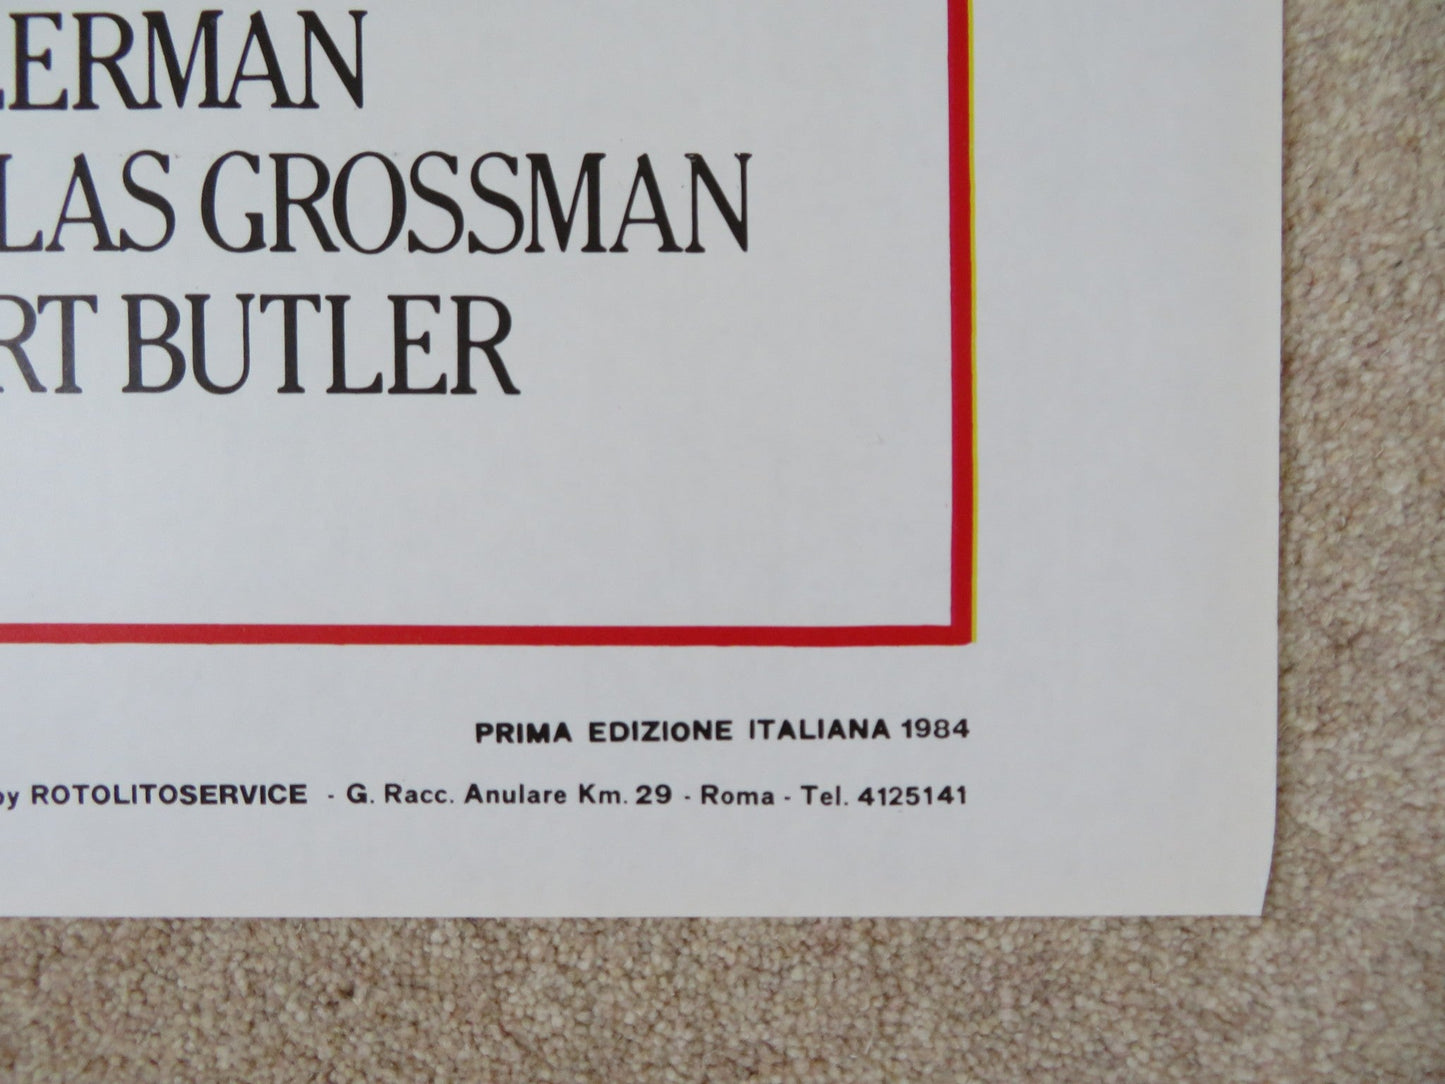 LERMAN
LAS GROSSMAN
RT BUTLER
PRIMA EDIZIONE ITALIANA 1984
by ROTOLITOSERVICE - G. Racc. Anulare Km. 29 - Roma - Tel. 4125141